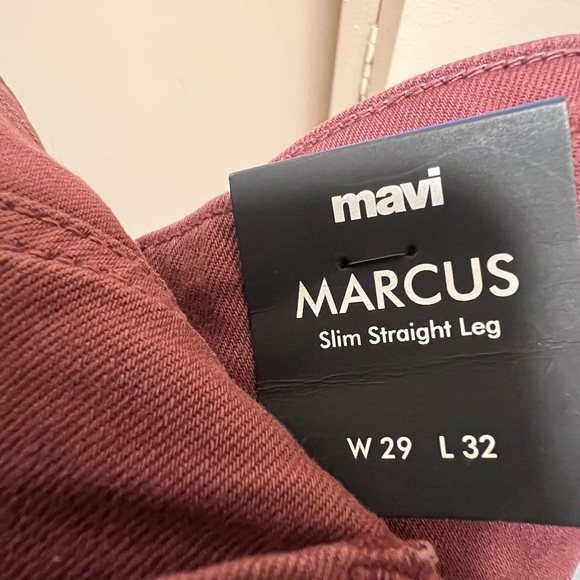 mavi
MARCUS
Slim Straight Leg
W 29 L 32